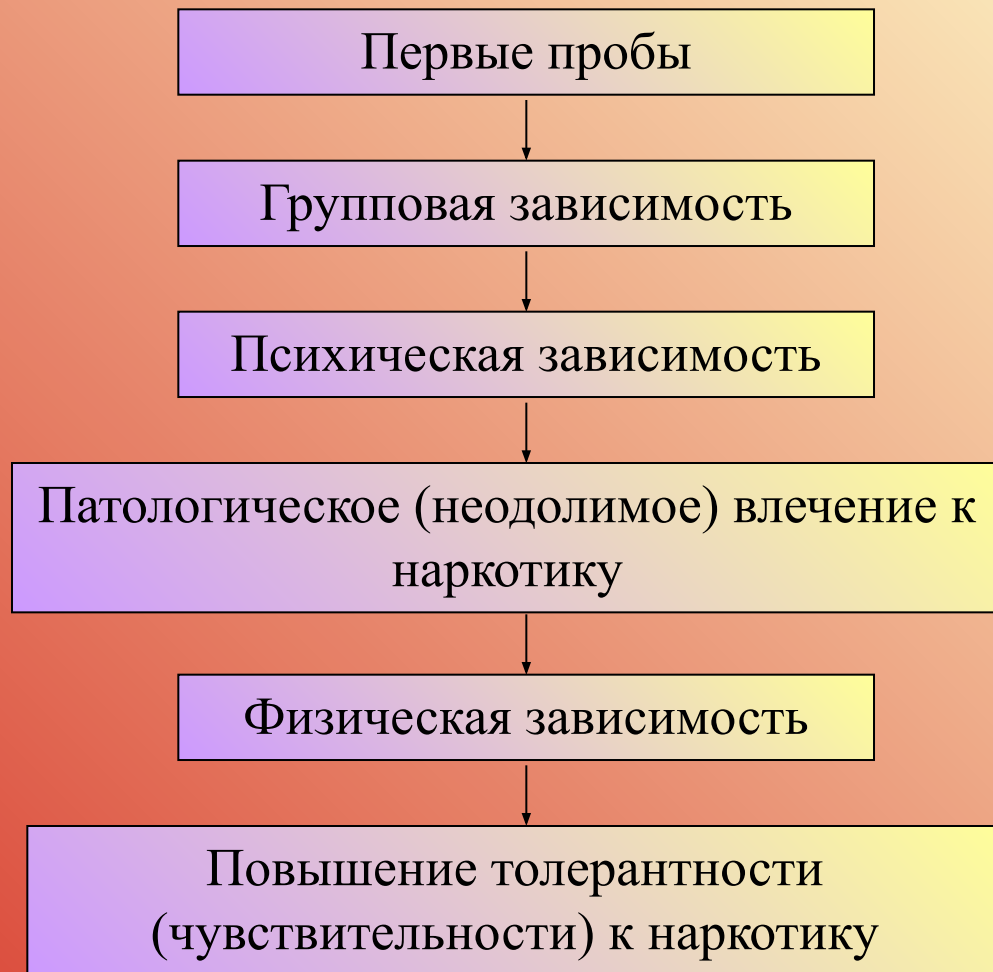 Первые пробы
Групповая зависимость
Психическая зависимость
Патологическое (неодолимое) влечение к
наркотику
Физическая зависимость
Повышение толерантности
(чувствительности) к наркотику